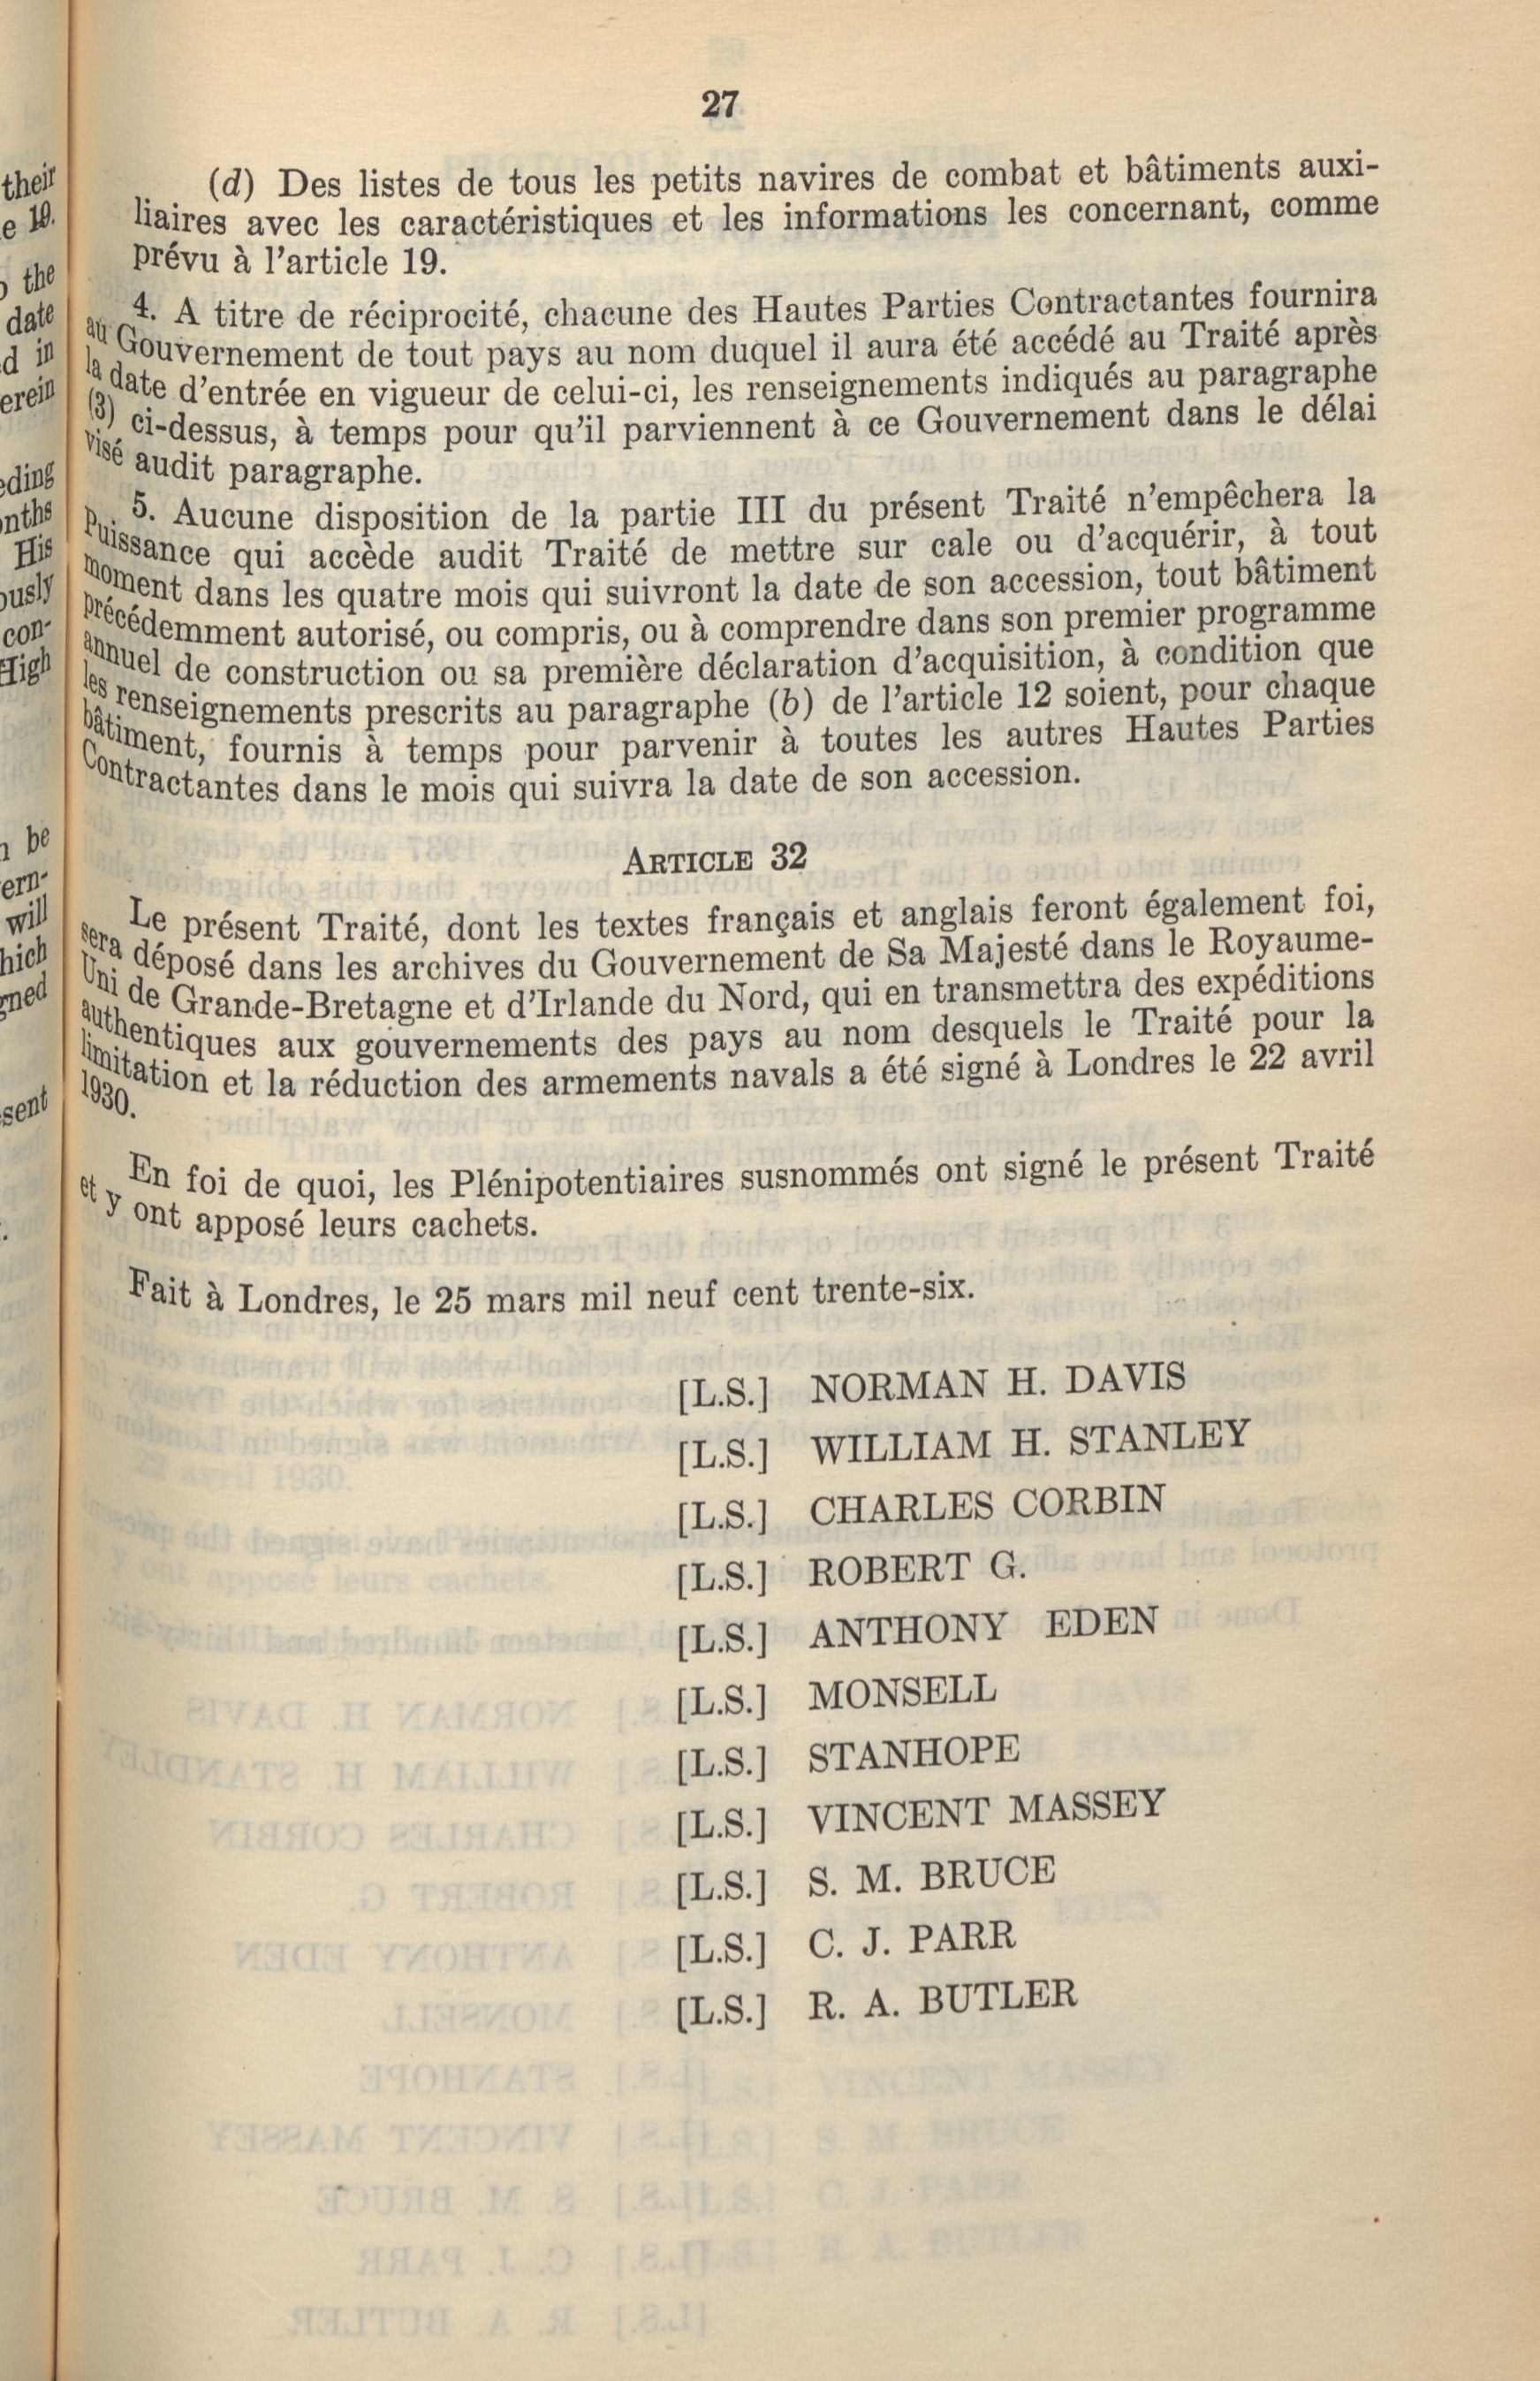 27
(d) Des listes de tous les petits navires de combat et bâtiments auxi-
liaires avec les caractéristiques et les informations les concernant, comme
prévu à l'article 19.
4. A titre de réciprocité, chacune des Hautes Parties Contractantes fournira
au Gouvernement de tout pays au nom duquel il aura été accédé au Traité après
la date d'entrée en vigueur de celui-ci, les renseignements indiqués au paragraphe
(3) ci-dessus, à temps pour qu'il parviennent à ce Gouvernement dans le délai
visé audit paragraphe.
5. Aucune disposition de la partie III du présent Traité n'empêchera la
Puissance qui accède audit Traité de mettre sur cale ou d'acquérir, à tout
moment dans les quatre mois qui suivront la date de son accession, tout bâtiment
précédemment autorisé, ou compris, ou à comprendre dans son premier programme
annuel de construction ou sa première déclaration d'acquisition, à condition que
les renseignements prescrits au paragraphe (b) de l'article 12 soient, pour chaque
bâtiment, fournis à temps pour parvenir à toutes les autres Hautes Parties
Contractantes dans le mois qui suivra la date de son accession.
ARTICLE 32
Le présent Traité, dont les textes français et anglais feront également foi,
sera déposé dans les archives du Gouvernement de Sa Majesté dans le Royaume-
Uni de Grande-Bretagne et d'Irlande du Nord, qui en transmettra des expéditions
authentiques aux gouvernements des pays au nom desquels le Traité pour la
limitation et la réduction des armements navals a été signé à Londres le 22 avril
1930.
En foi de quoi, les Plénipotentiaires susnommés ont signé le présent Traité
et y ont apposé leurs cachets.
Fait à Londres, le 25 mars mil neuf cent trente-six.
[L.S.] NORMAN H. DAVIS
[L.S.] WILLIAM H. STANLEY
[L.S.] CHARLES CORBIN
[L.S.] ROBERT G.
[L.S.] ANTHONY EDEN
[L.S.] MONSELL
[L.S.] STANHOPE
[L.S.] VINCENT MASSEY
[L.S.] S. M. BRUCE
[L.S.] C. J. PARR
[L.S.] R. A. BUTLER